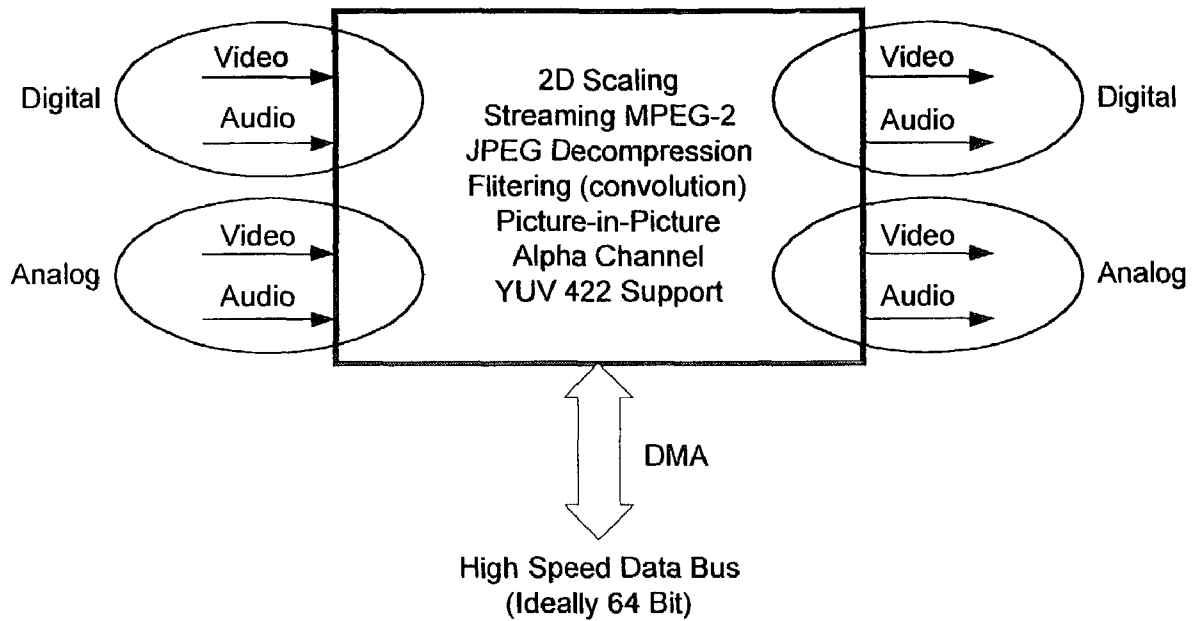 Digital
Video
Audio
Analog
Video
Audio
2D Scaling
Streaming MPEG-2
JPEG Decompression
Flitering (convolution)
Picture-in-Picture
Alpha Channel
YUV 422 Support
Video
Audio
Digital
Video
Audio
Analog
DMA
High Speed Data Bus
(Ideally 64 Bit)